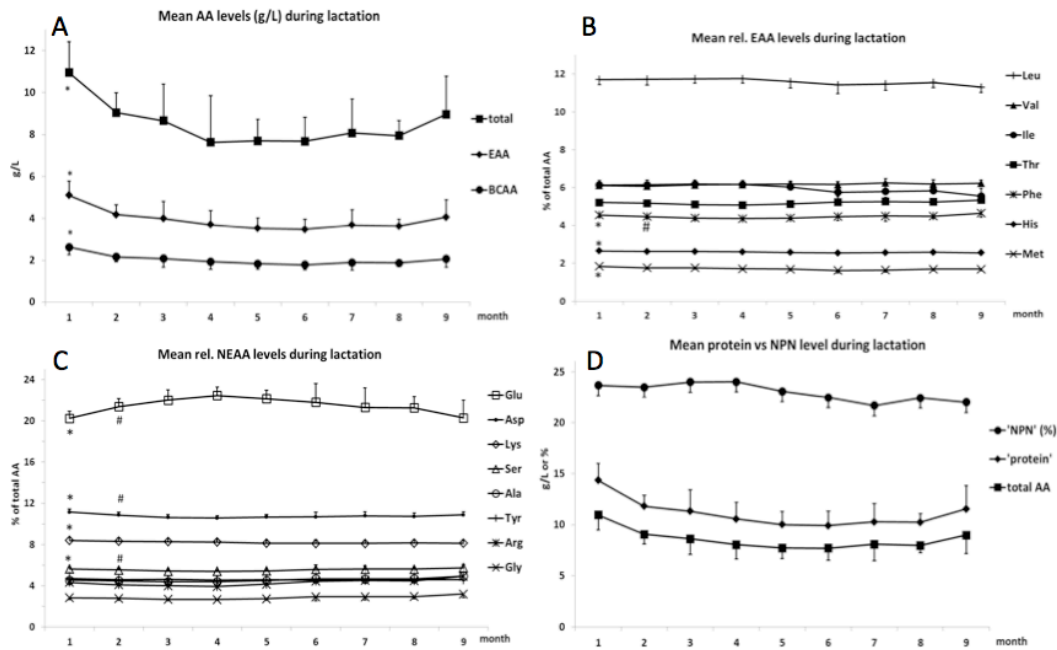 A
Mean AA levels (g/L) during lactation
12
10
8
6
4
2
0
g/L
*
*
*
total
EAA
BCAA
1 2 3 4 5 6 7 8 9 month
B
Mean rel. EAA levels during lactation
12
10
8
6
4
2
0
% of total AA
* #
*
*
Leu
Val
Ile
Thr
Phe
His
Met
1 2 3 4 5 6 7 8 9 month
C
Mean rel. NEAA levels during lactation
24
20
16
12
8
4
0
% of total AA
* #
* #
*
* #
Glu
Asp
Lys
Ser
Ala
Tyr
Arg
Gly
1 2 3 4 5 6 7 8 9 month
D
Mean protein vs NPN level during lactation
25
20
15
10
5
0
g/L or %
'NPN' (%)
'protein'
total AA
1 2 3 4 5 6 7 8 9 month